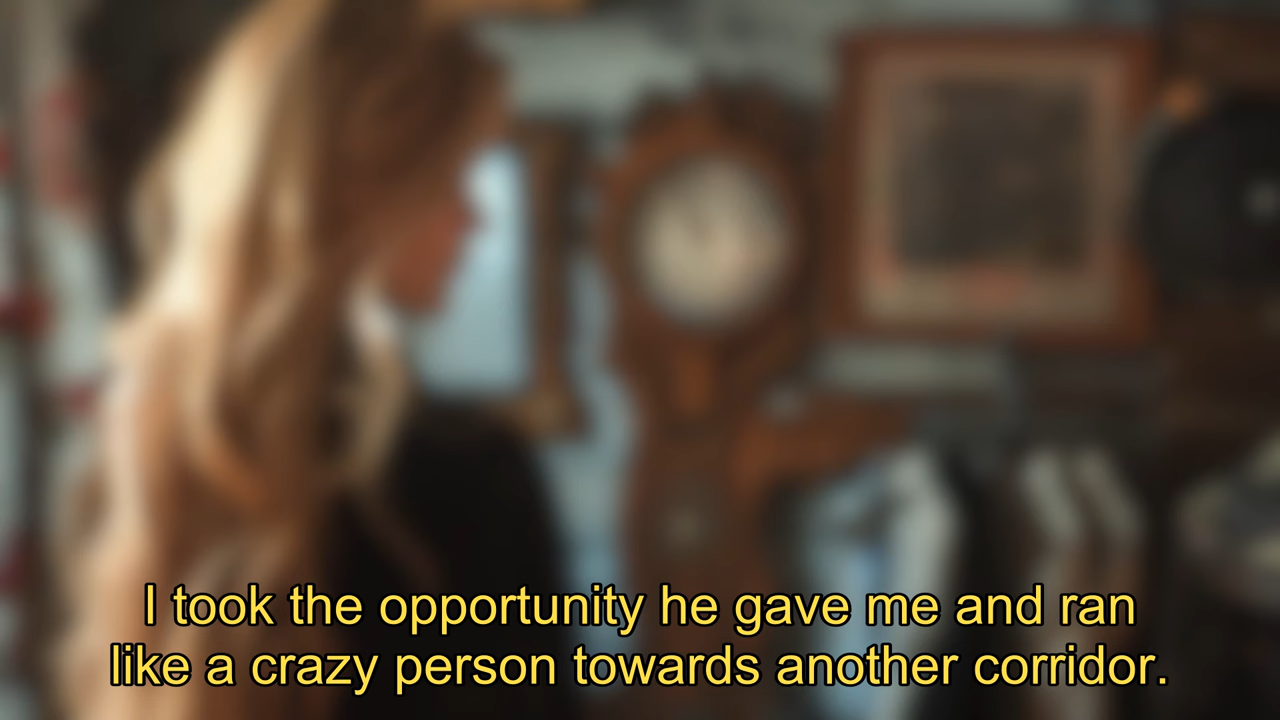 I took the opportunity he gave me and ran
like a crazy person towards another corridor.